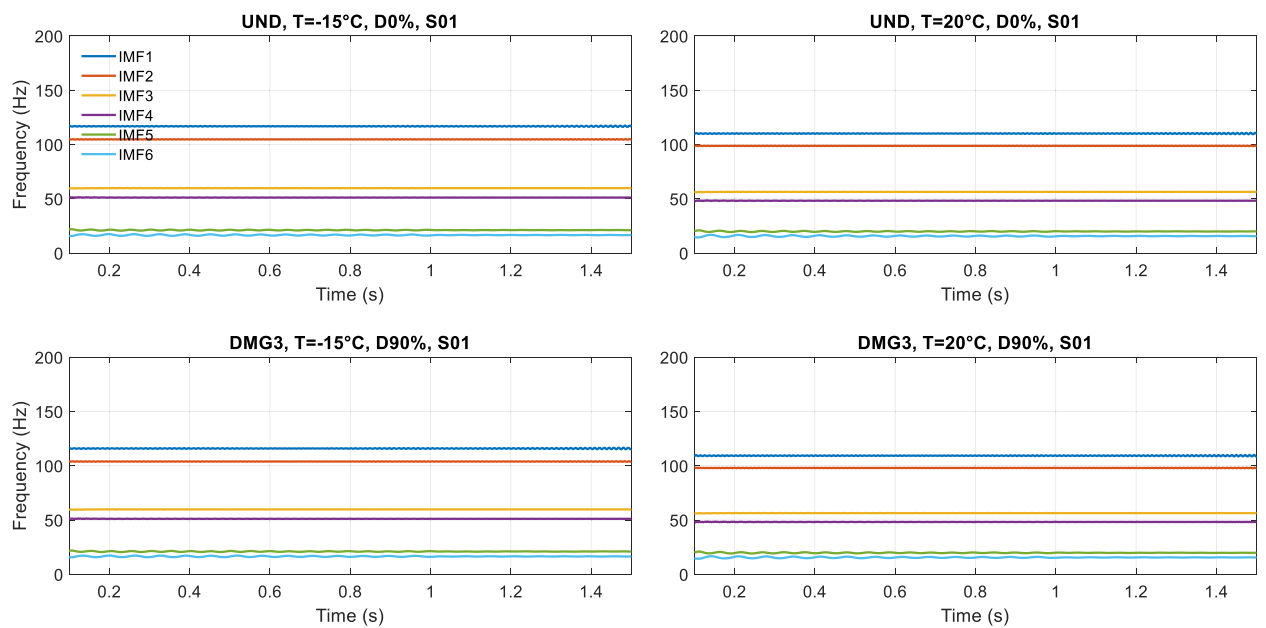 UND, T=-15°C, D0%, S01
200
150
100
50
0
Frequency (Hz)
IMF1
IMF2
IMF3
IMF4
IMF5
IMF6
0.2 0.4 0.6 0.8 1 1.2 1.4
Time (s)
UND, T=20°C, D0%, S01
200
150
100
50
0
0.2 0.4 0.6 0.8 1 1.2 1.4
Time (s)
DMG3, T=-15°C, D90%, S01
200
150
100
50
0
Frequency (Hz)
0.2 0.4 0.6 0.8 1 1.2 1.4
Time (s)
DMG3, T=20°C, D90%, S01
200
150
100
50
0
0.2 0.4 0.6 0.8 1 1.2 1.4
Time (s)